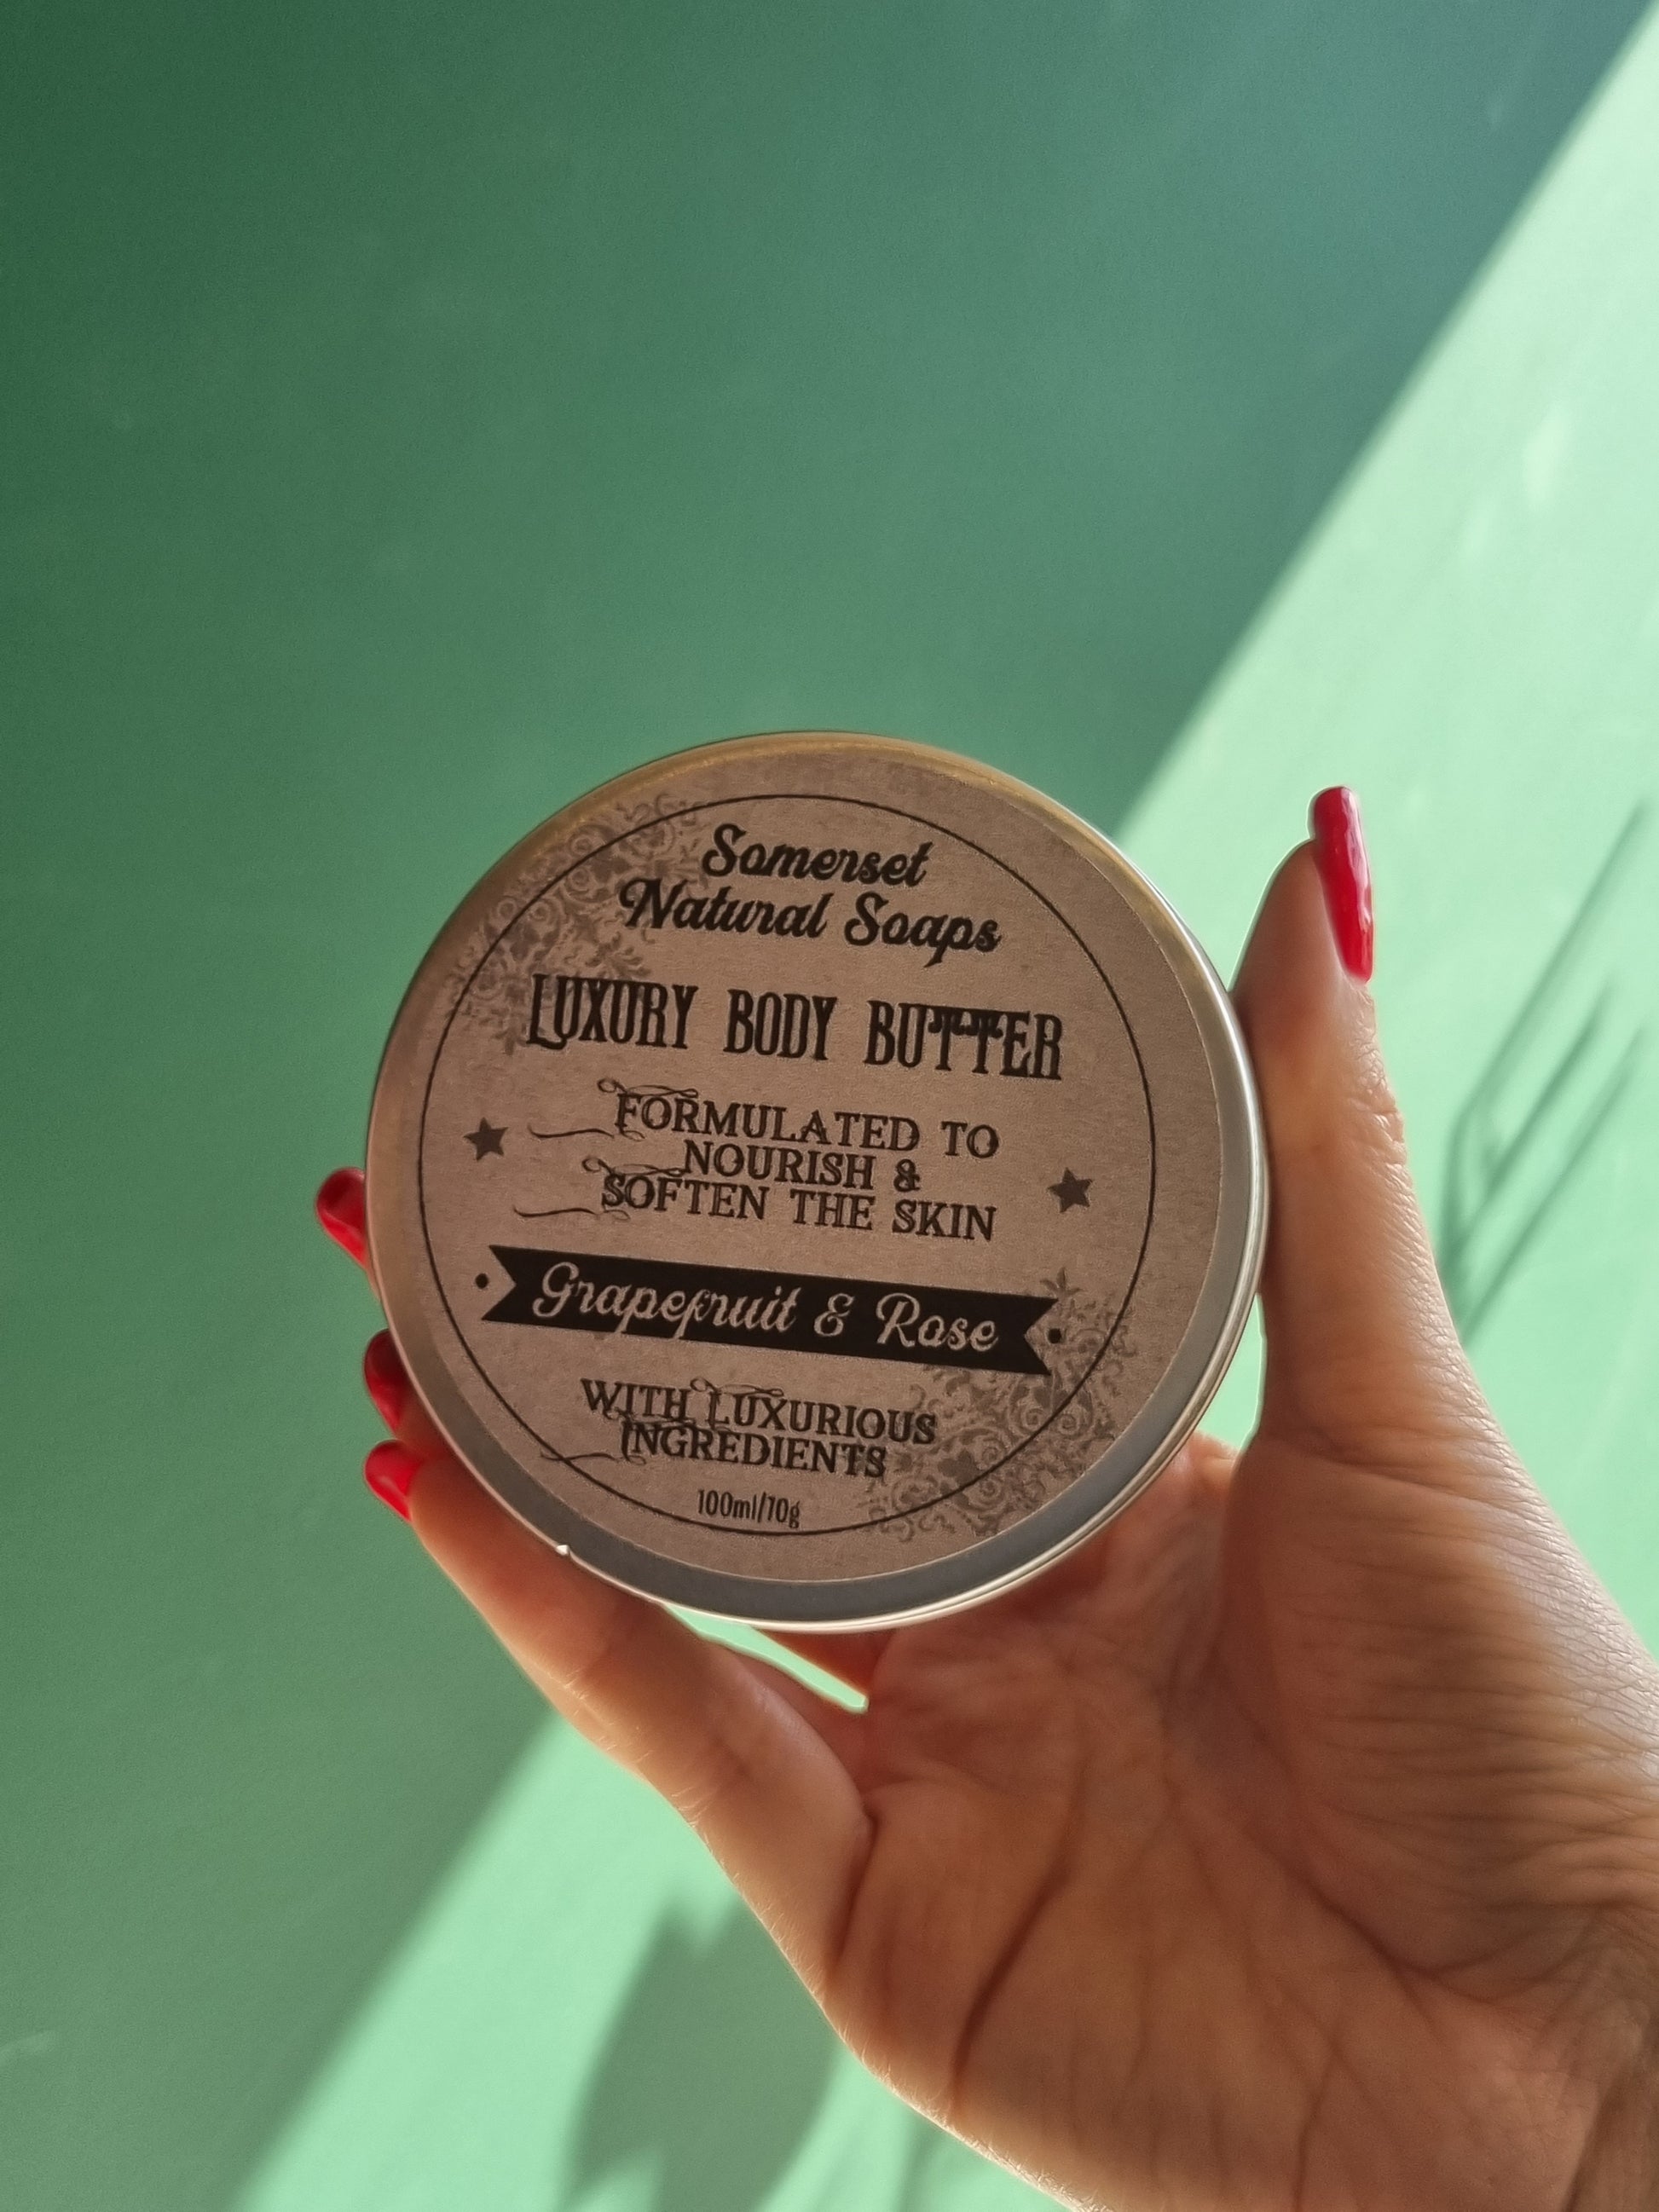 Somerset
Natural Soaps
LUXURY BODY BUTTER
FORMULATED TO
NOURISH &
SOFTEN THE SKIN
Grapefruit & Rose
WITH LUXURIOUS
INGREDIENTS
100ml/70g